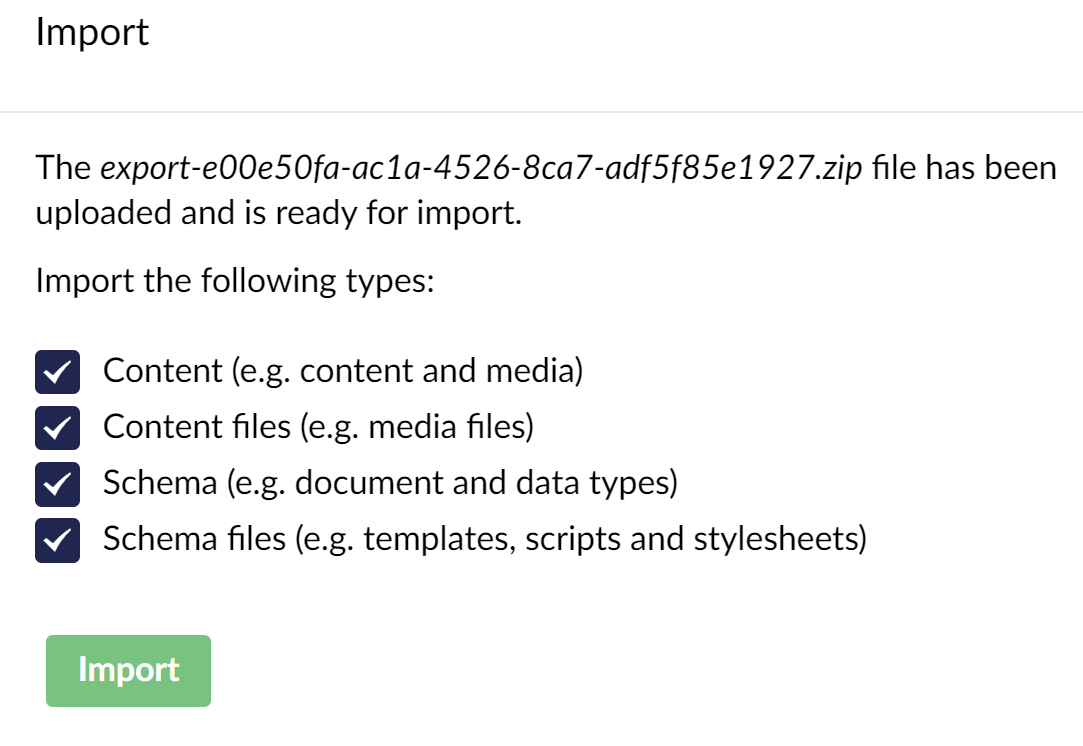 Import
The export-e00e50fa-ac1a-4526-8ca7-adf5f85e1927.zip file has been
uploaded and is ready for import.
Import the following types:
Content (e.g. content and media)
Content files (e.g. media files)
Schema (e.g. document and data types)
Schema files (e.g. templates, scripts and stylesheets)
Import